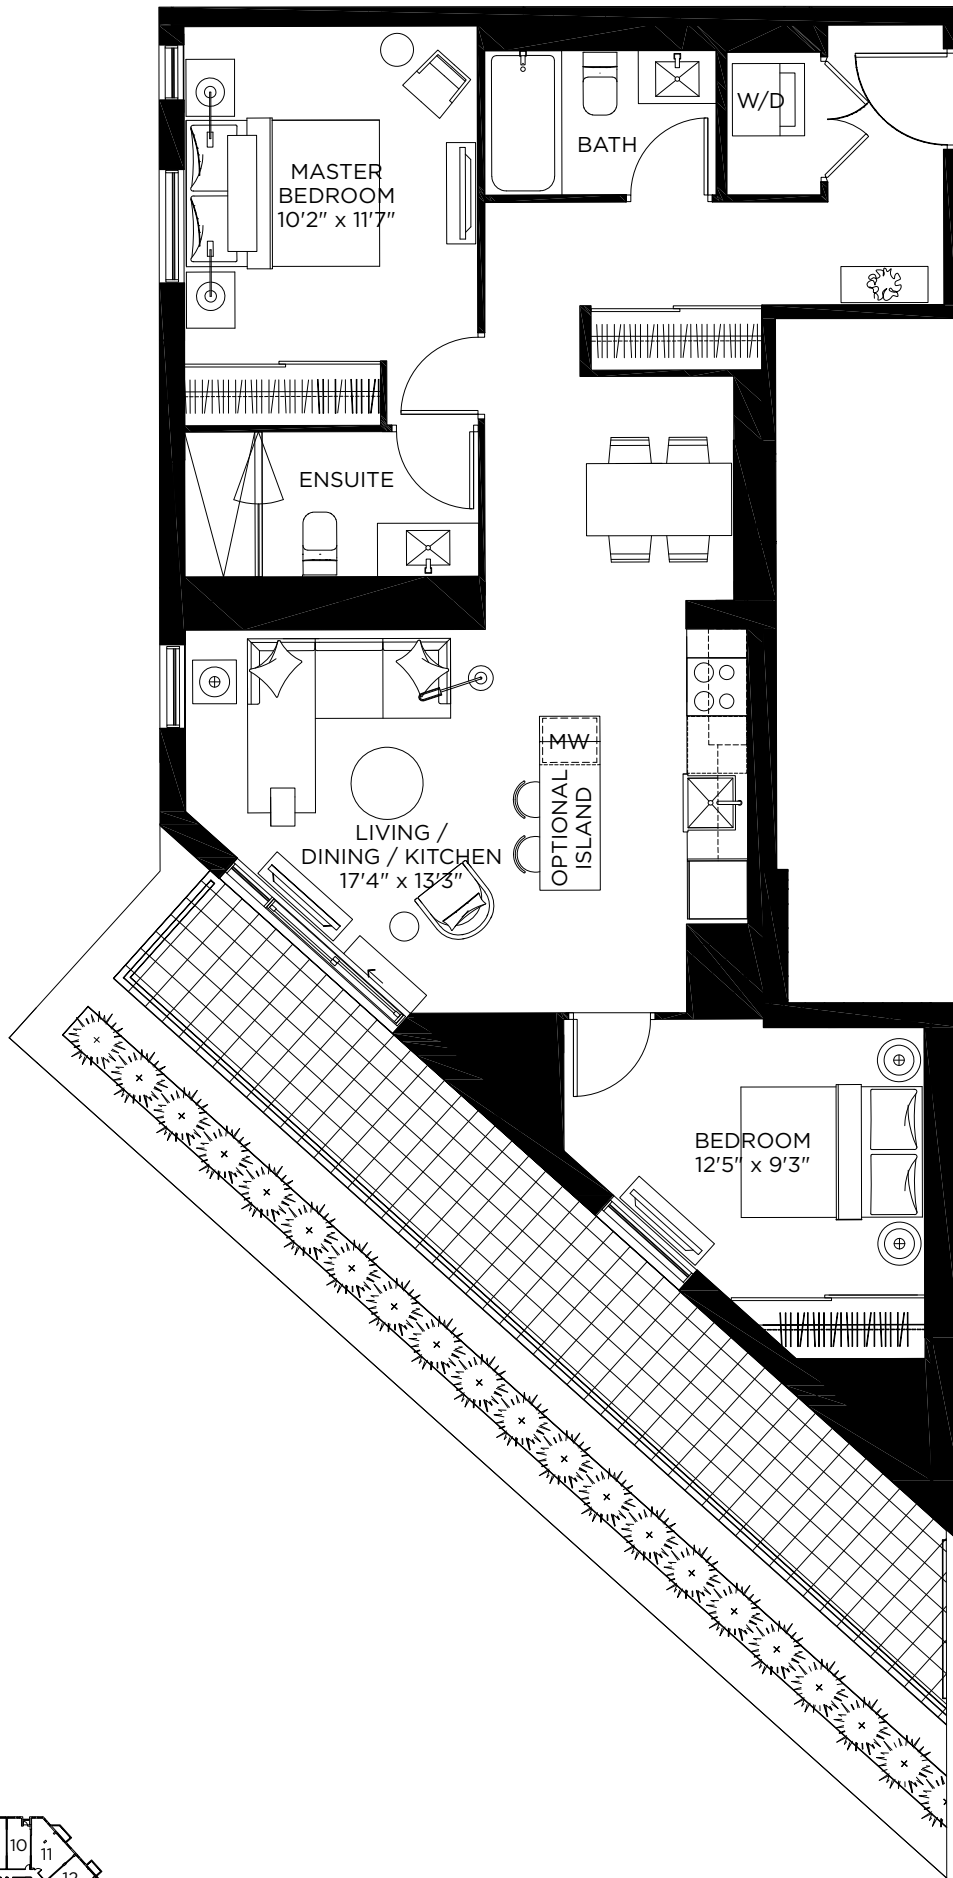 W/D
BATH
MASTER
BEDROOM
10'2" x 11'7"
ENSUITE
MW
OPTIONAL
ISLAND
LIVING /
DINING / KITCHEN
17'4" x 13'3"
BEDROOM
12'5" x 9'3"
10
11
12